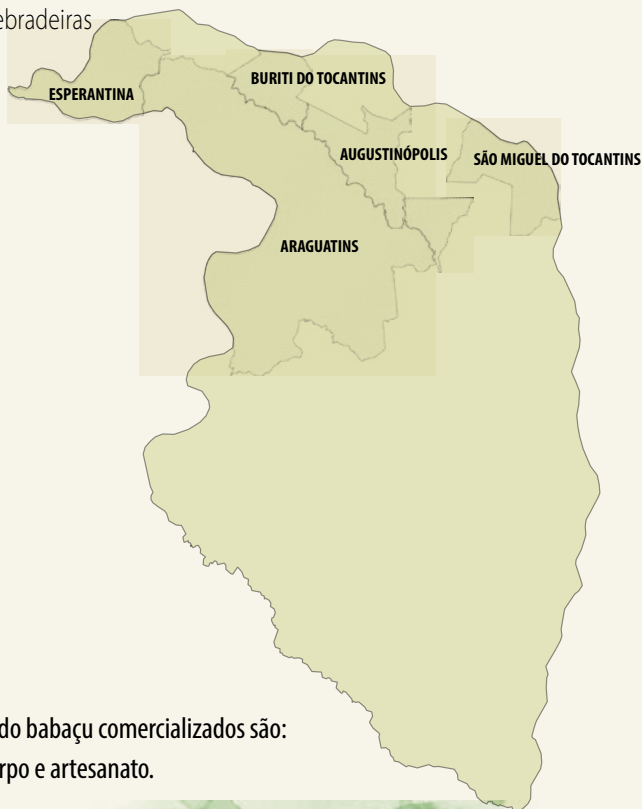 ebradeiras
BURITI DO TOCANTINS
ESPERANTINA
AUGUSTINÓPOLIS
SÃO MIGUEL DO TOCANTINS
ARAGUATINS
do babaçu comercializados são:
rpo e artesanato.